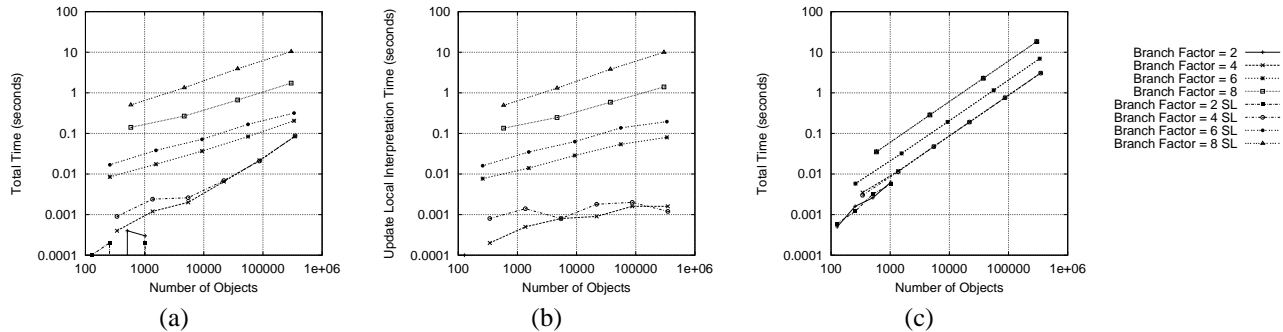 Total Time (seconds)
100
10
1
0.1
0.01
0.001
0.0001
100
1000
10000
100000
1e+06
Number of Objects
(a)
Update Local Interpretation Time (seconds)
100
10
1
0.1
0.01
0.001
0.0001
100
1000
10000
100000
1e+06
Number of Objects
(b)
Total Time (seconds)
100
10
1
0.1
0.01
0.001
0.0001
100
1000
10000
100000
1e+06
Number of Objects
(c)
Branch Factor = 2
Branch Factor = 4
Branch Factor = 6
Branch Factor = 8
Branch Factor = 2 SL
Branch Factor = 4 SL
Branch Factor = 6 SL
Branch Factor = 8 SL